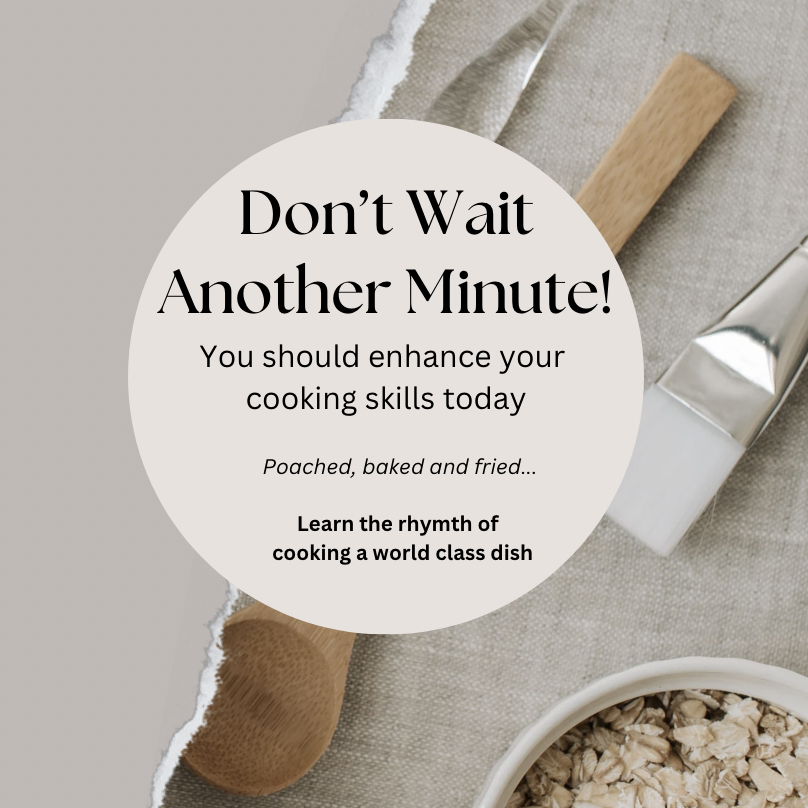 Don’t Wait
Another Minute!
You should enhance your
cooking skills today
Poached, baked and fried...
Learn the rhymth of
cooking a world class dish